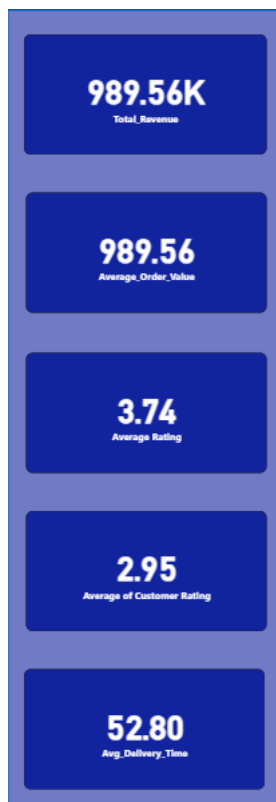 989.56K
Total_Revenue
989.56
Average_Order_Value
3.74
Average Rating
2.95
Average of Customer Rating
52.80
Avg_Delivery_Time